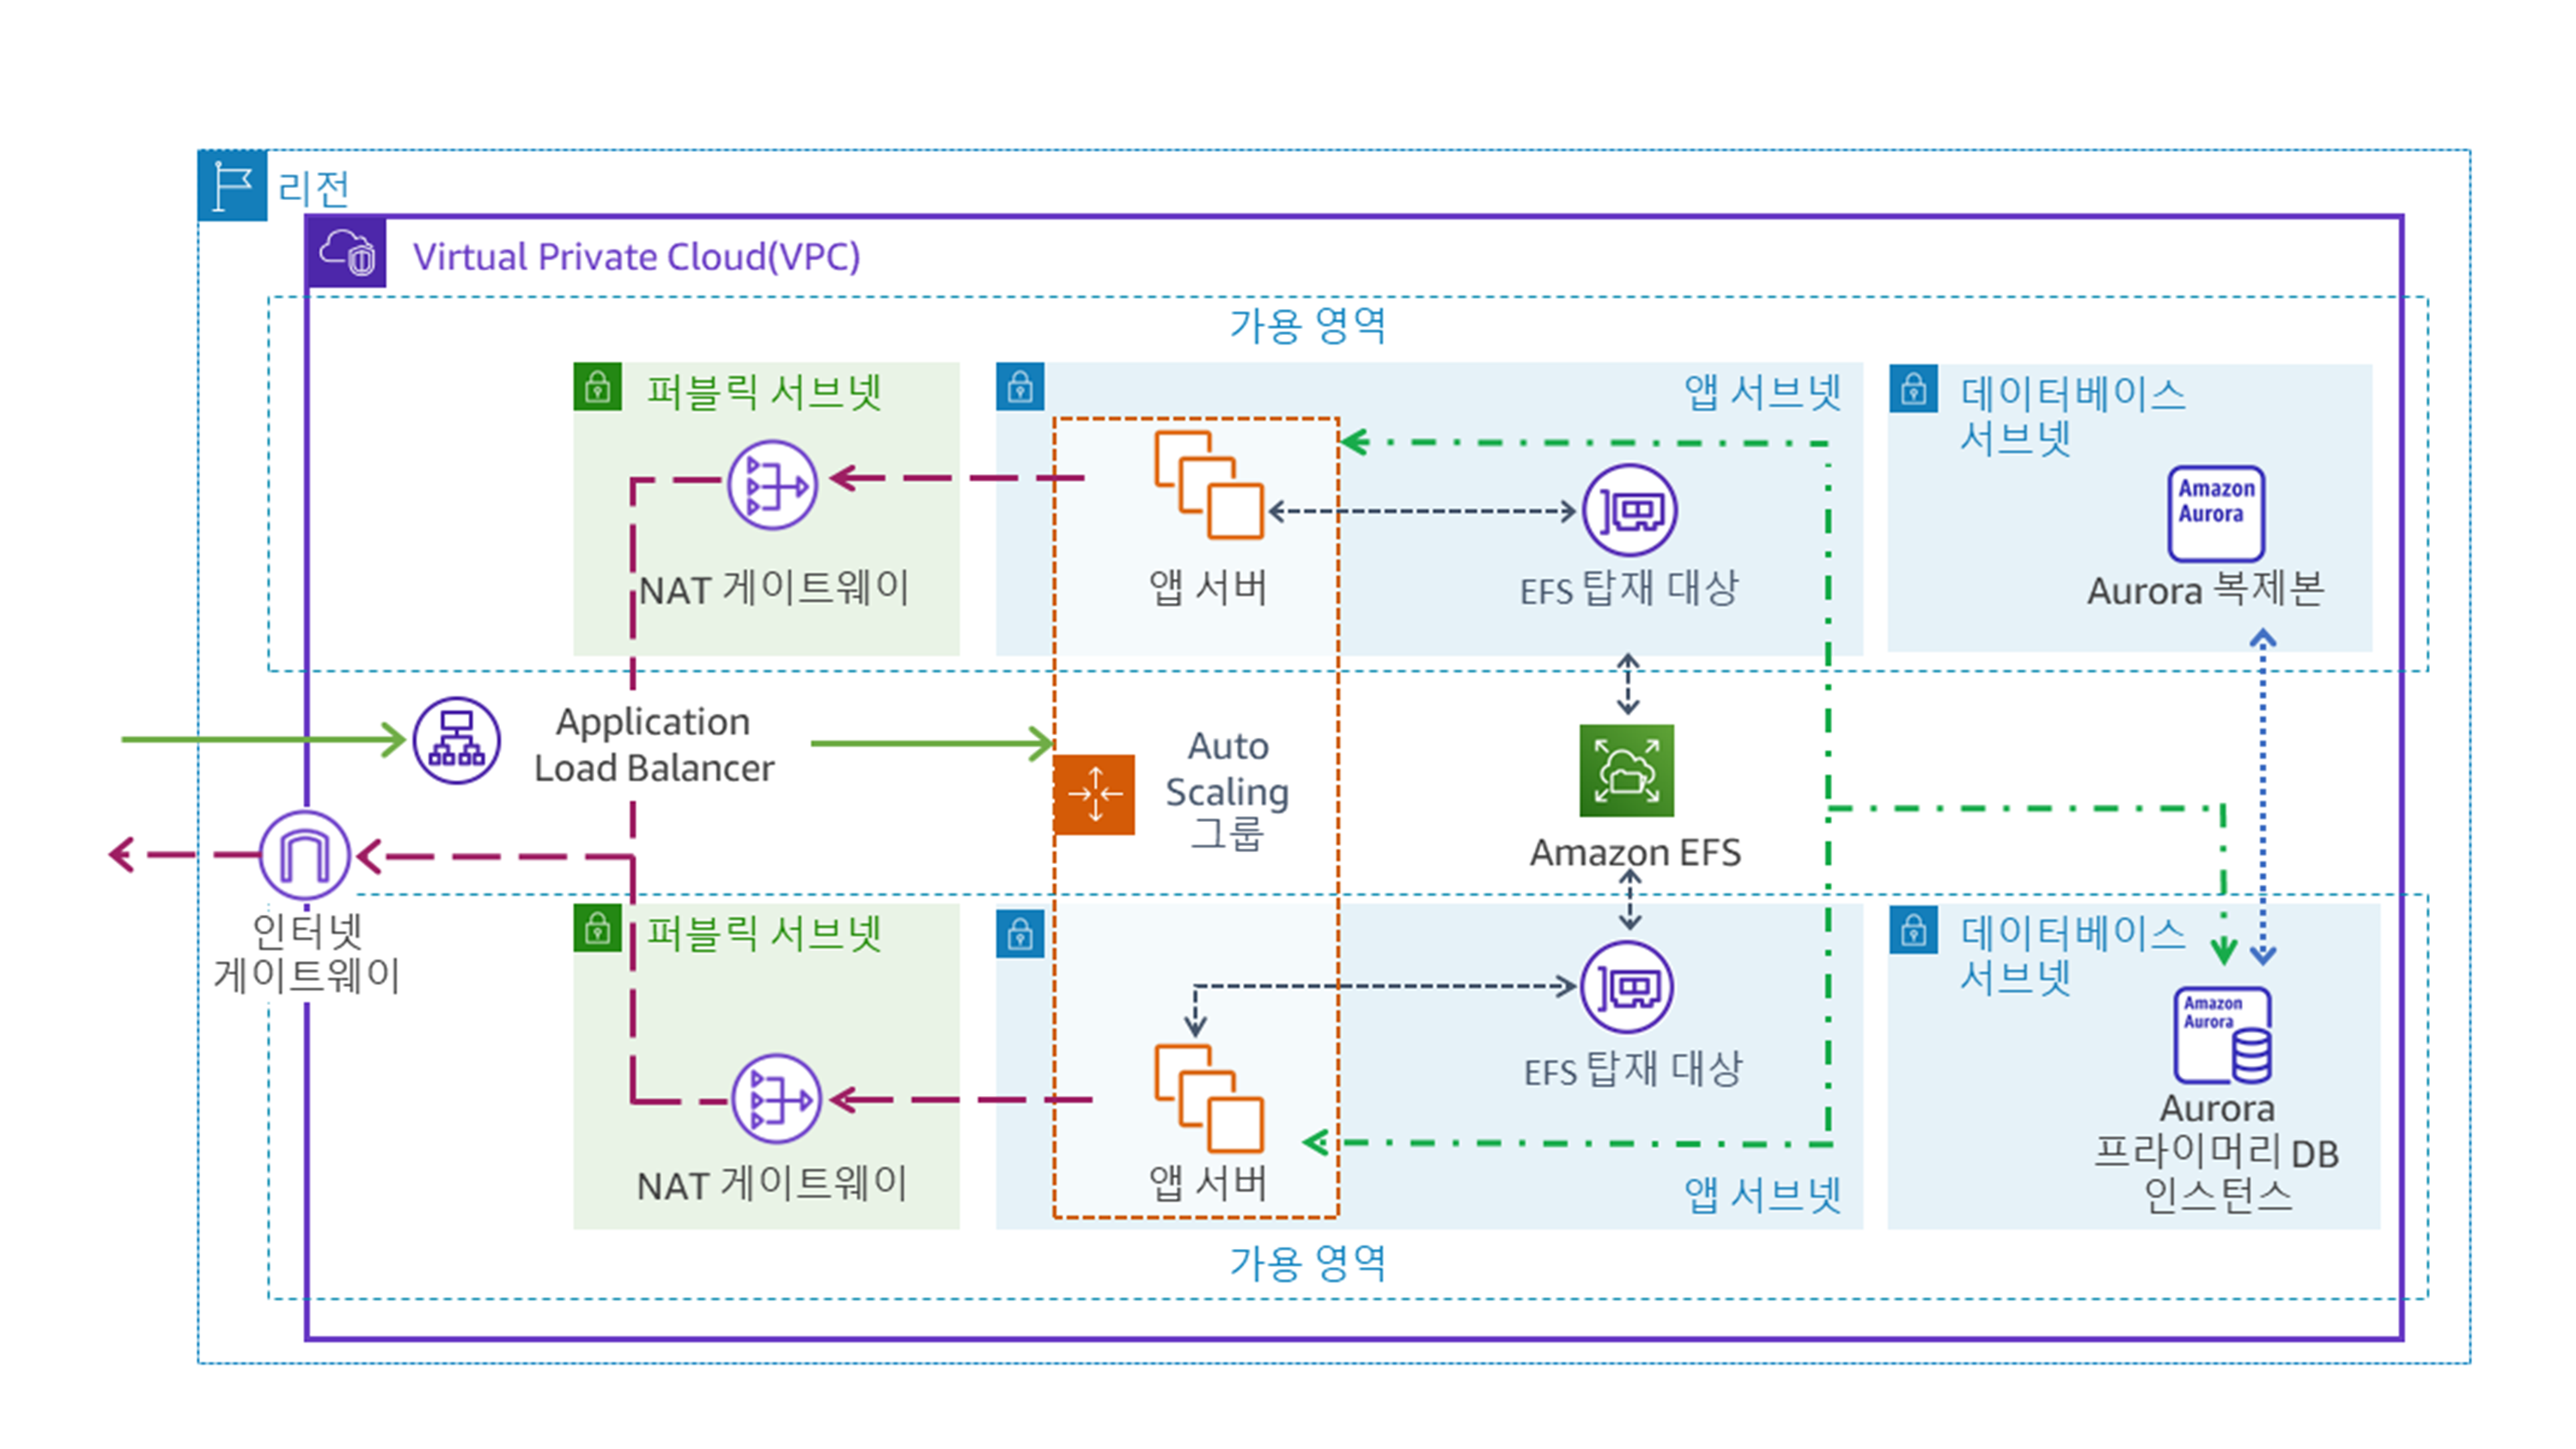 리전
Virtual Private Cloud(VPC)
가용 영역
퍼블릭 서브넷
앱 서브넷
데이터베이스
서브넷
Amazon
Aurora
NAT 게이트웨이
앱 서버
EFS 탑재 대상
Aurora 복제본
Application
Load Balancer
Auto
Scaling
그룹
Amazon EFS
인터넷
게이트웨이
퍼블릭 서브넷
데이터베이스
서브넷
Amazon
Aurora
EFS 탑재 대상
NAT 게이트웨이
앱 서버
앱 서브넷
Aurora
프라이머리 DB
인스턴스
가용 영역